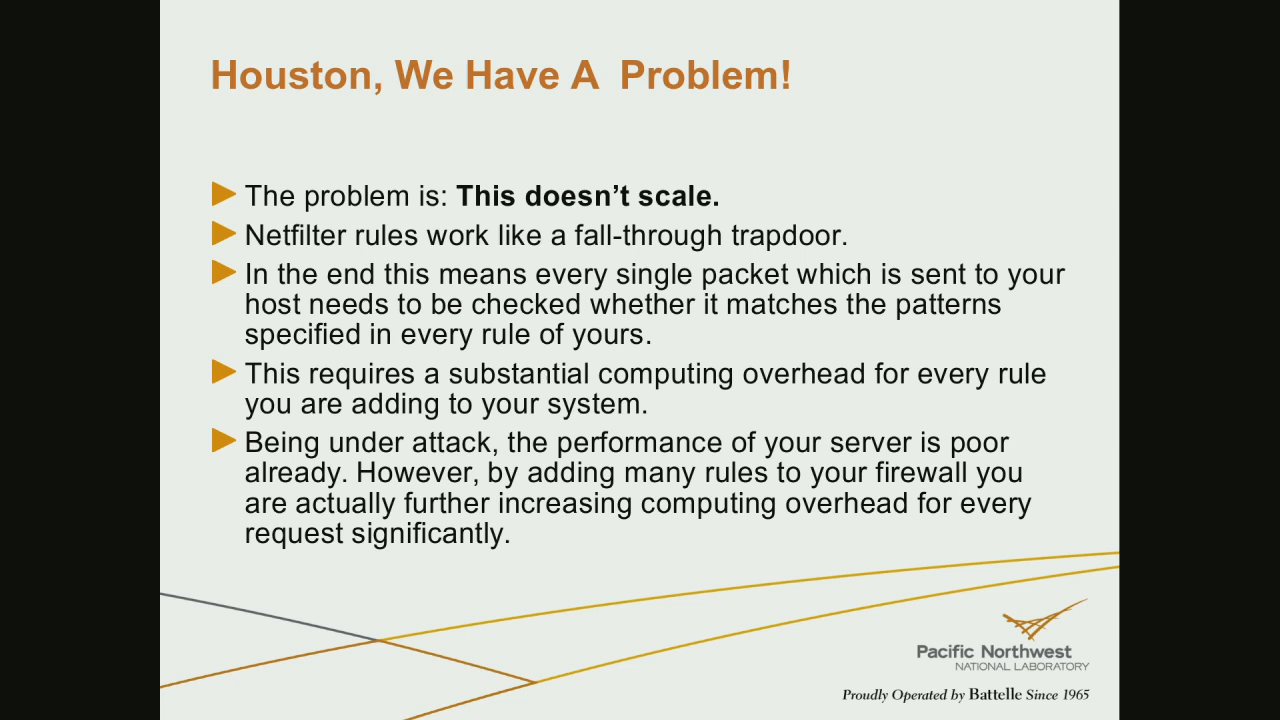 Houston, We Have A  Problem!
The problem is: This doesn’t scale.
Netfilter rules work like a fall-through trapdoor.
In the end this means every single packet which is sent to your
host needs to be checked whether it matches the patterns
specified in every rule of yours.
This requires a substantial computing overhead for every rule
you are adding to your system.
Being under attack, the performance of your server is poor
already. However, by adding many rules to your firewall you
are actually further increasing computing overhead for every
request significantly.
Pacific Northwest
NATIONAL LABORATORY
Proudly Operated by Battelle Since 1965